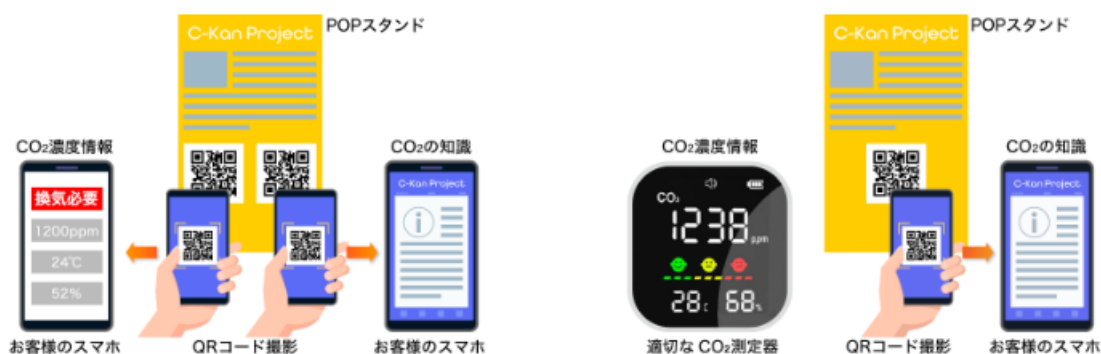 C-Kan Project
POPスタンド
CO₂濃度情報
換気必要
1200ppm
24℃
52%
お客様のスマホ
QRコード撮影
CO₂の知識
C-Kan Project
i
お客様のスマホ
CO₂濃度情報
CO₂
1238ppm
28℃
68%
適切な CO₂測定器
C-Kan Project
POPスタンド
QRコード撮影
CO₂の知識
C-Kan Project
i
お客様のスマホ